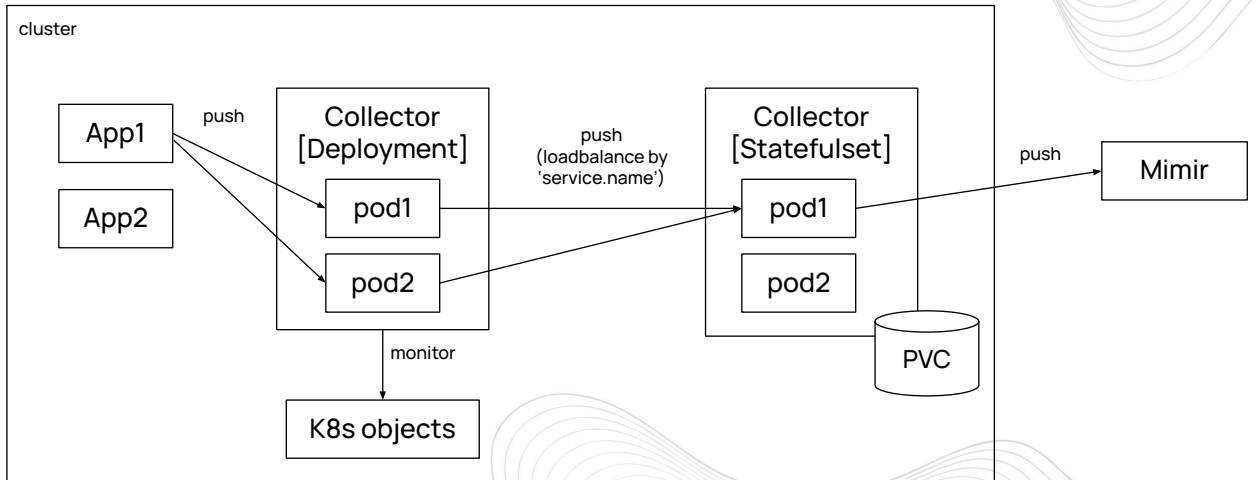 cluster
App1
App2
push
Collector
[Deployment]
pod1
pod2
monitor
K8s objects
push
(loadbalance by
‘service.name’)
Collector
[Statefulset]
pod1
pod2
PVC
push
Mimir